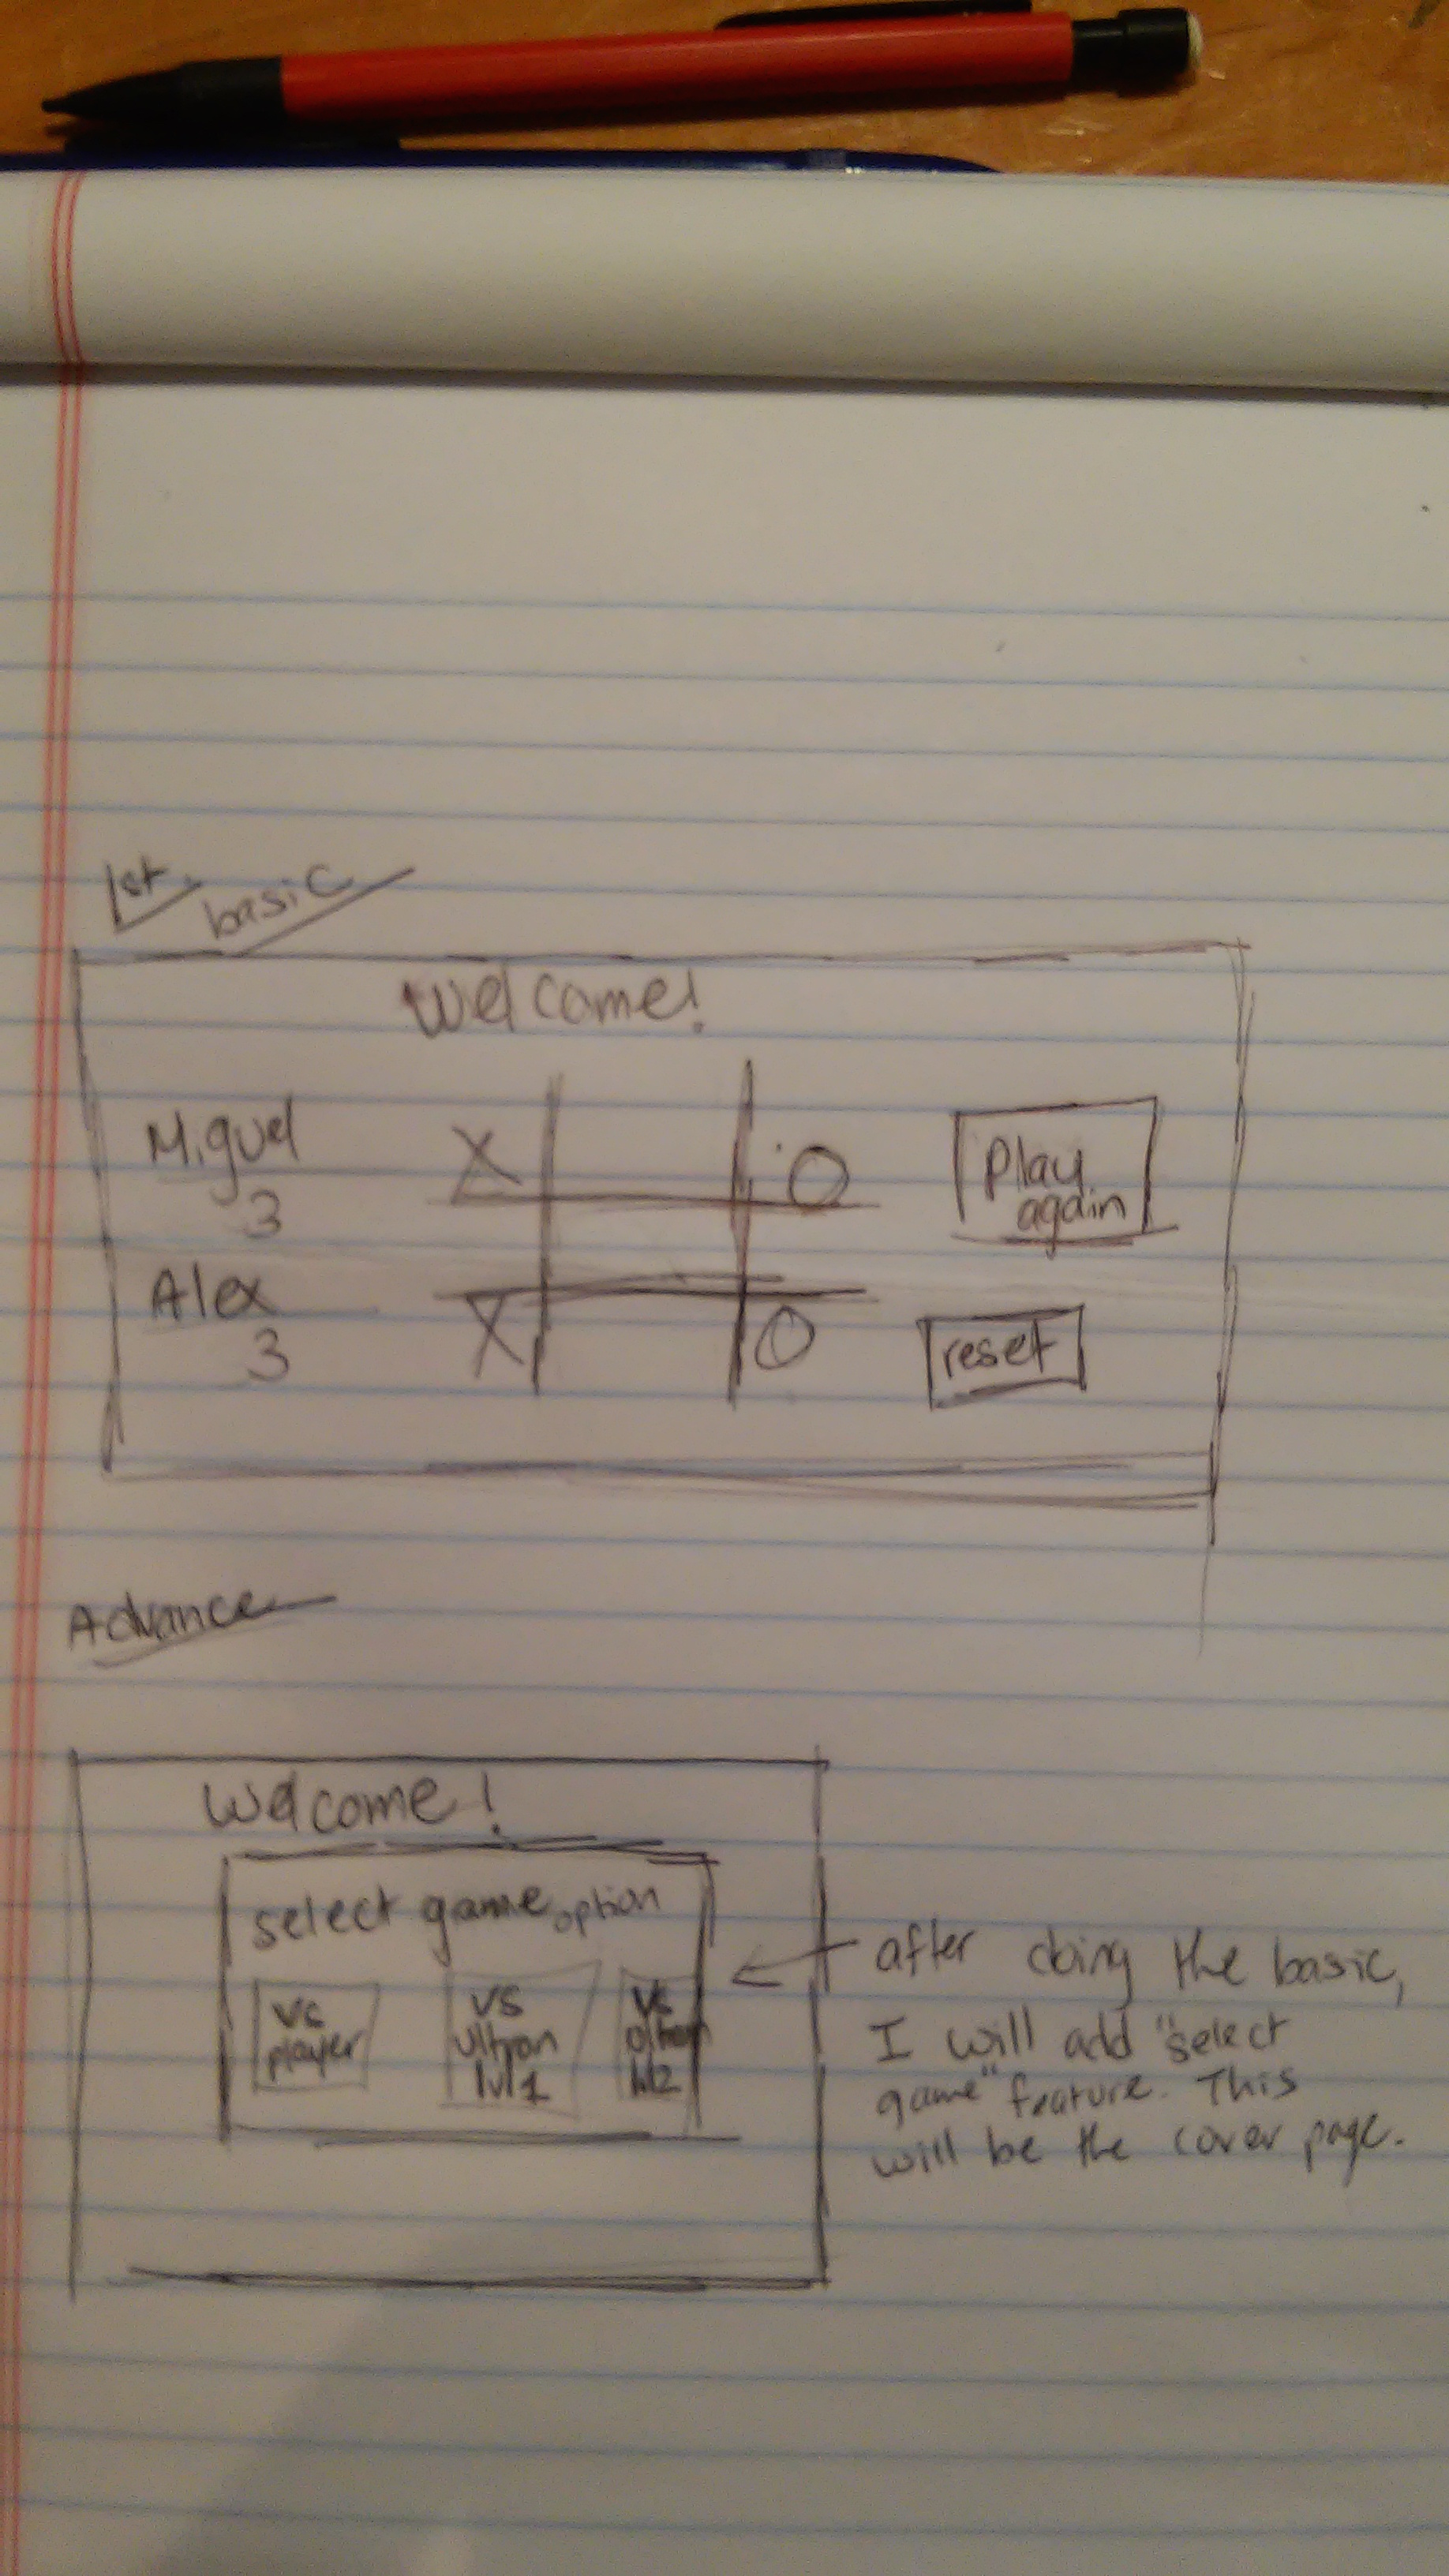 1st basic
Welcome!
Miguel
3
Alex
3
X
O
X
O
Play
again
reset
Advance
Welcome!
select game option
vs
player
vs
ultron
lvl1
vs
ultron
lvl2
after doing the basic,
I will add "select
game" feature. This
will be the cover page.